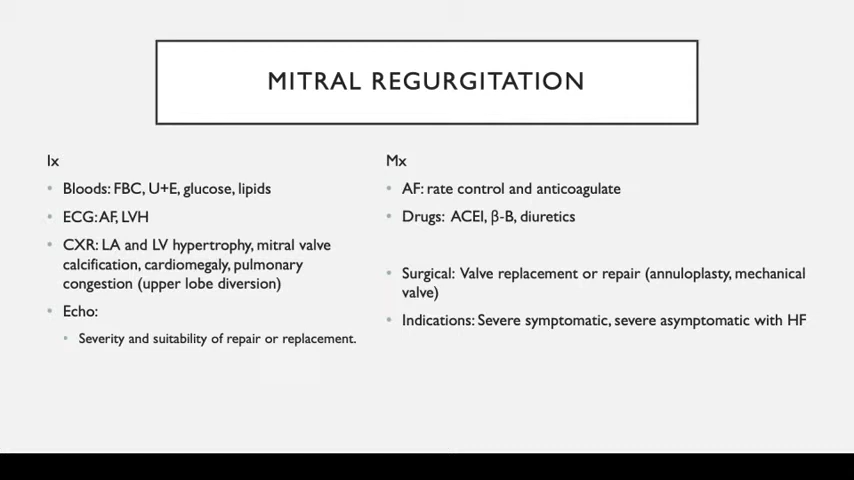 MITRAL REGURGITATION
Ix
• Bloods: FBC, U+E, glucose, lipids
• ECG: AF, LVH
• CXR: LA and LV hypertrophy, mitral valve
calcification, cardiomegaly, pulmonary
congestion (upper lobe diversion)
• Echo:
• Severity and suitability of repair or replacement.
Mx
• AF: rate control and anticoagulate
• Drugs: ACEI, β-B, diuretics
• Surgical: Valve replacement or repair (annuloplasty, mechanical
valve)
• Indications: Severe symptomatic, severe asymptomatic with HF